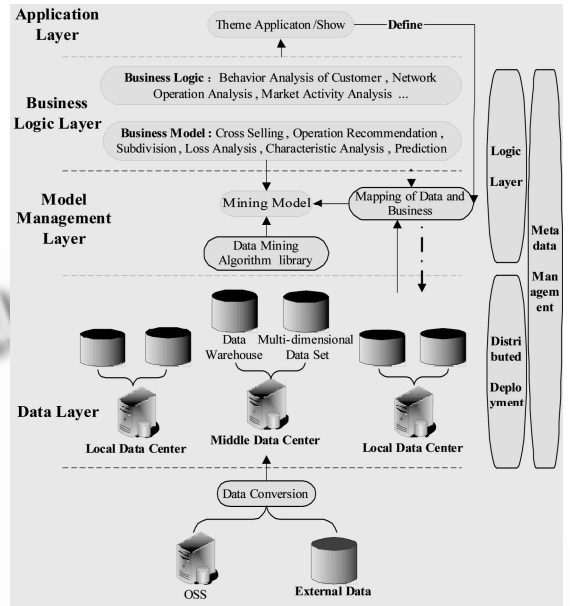 Application
Layer
Theme Applicaton/Show
Define
Business
Logic Layer
Business Logic : Behavior Analysis of Customer , Network
Operation Analysis , Market Activity Analysis ...
Business Model : Cross Selling , Operation Recommendation ,
Subdivision , Loss Analysis , Characteristic Analysis , Prediction
Model
Management
Layer
Mining Model
Mapping of Data and
Business
Data Mining
Algorithm library
Data Layer
Data
Warehouse
Multi-dimensional
Data Set
Local Data Center
Middle Data Center
Local Data Center
Data Conversion
OSS
External Data
Logic
Layer
Distri
buted
Deplo
yment
Meta
data
Man
agem
ent